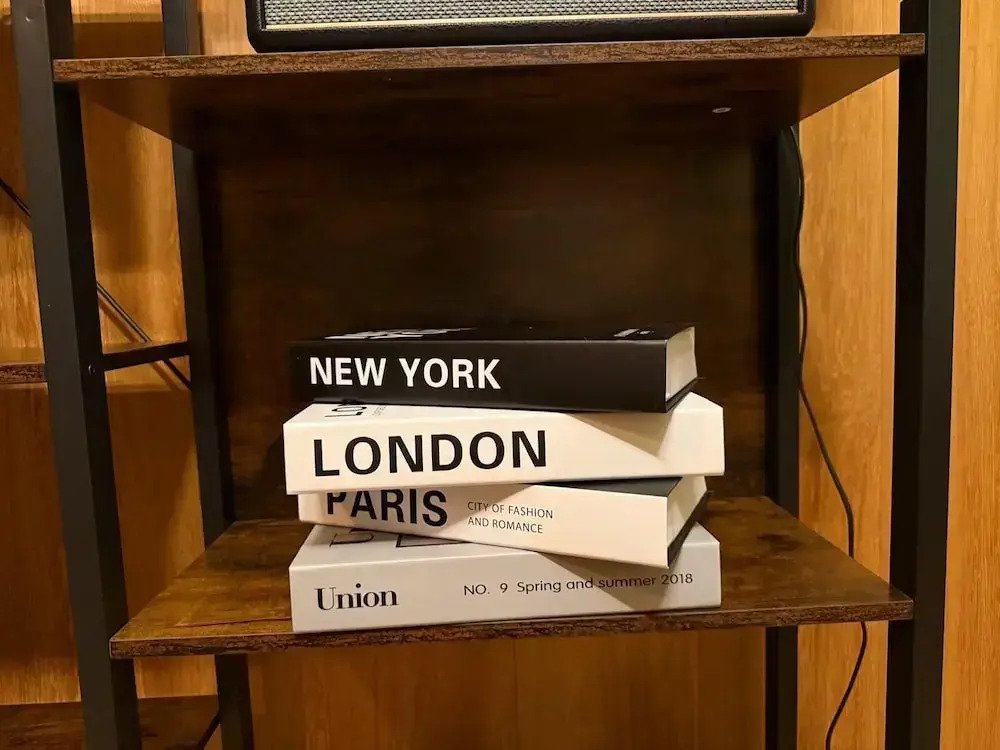 NEW YORK
LONDON
PARIS
CITY OF FASHION
AND ROMANCE
Union
NO. 9 Spring and summer 2018